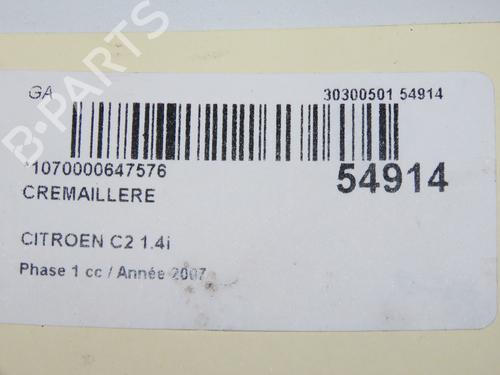 GA
30300501 54914
*1070000647576
54914
CREMAILLERE
CITROEN C2 1.4i
Phase 1 cc / Année 2007
B-PARTS